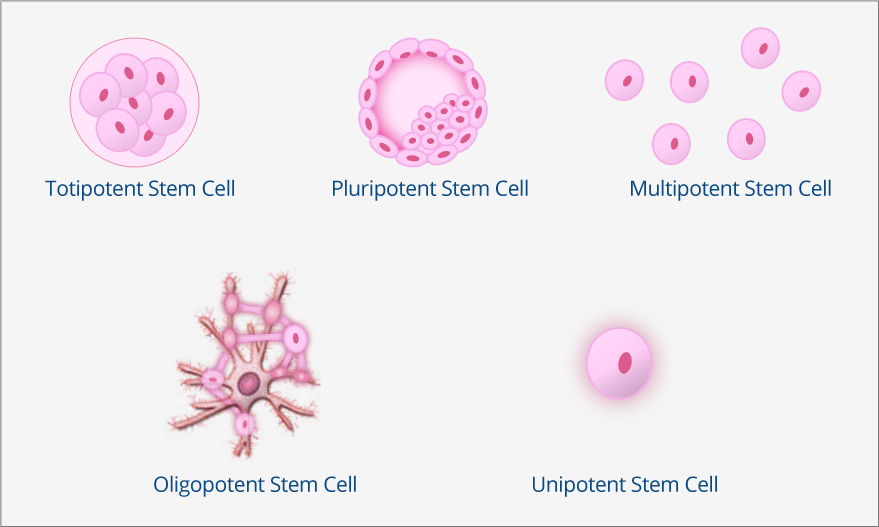 Totipotent Stem Cell
Pluripotent Stem Cell
Multipotent Stem Cell
Oligopotent Stem Cell
Unipotent Stem Cell